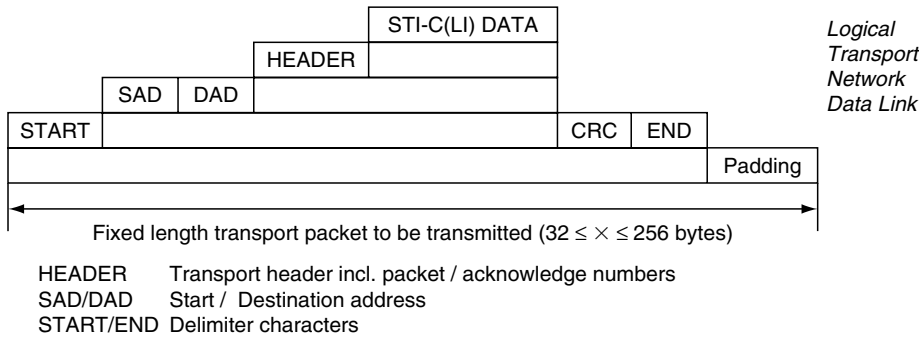 STI-C(LI) DATA
Logical
HEADER
Transport
SAD DAD
Network
Data Link
START CRC END
Padding
Fixed length transport packet to be transmitted (32 ≤ × ≤ 256 bytes)
HEADER Transport header incl. packet / acknowledge numbers
SAD/DAD Start / Destination address
START/END Delimiter characters